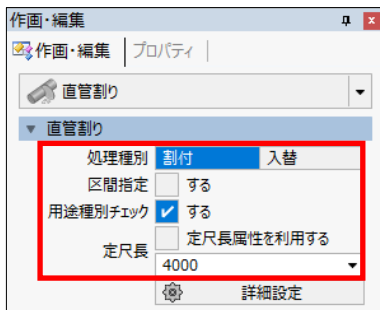 作画・編集
作画・編集 プロパティ
直管割り
直管割り
処理種別 割付 入替
区間指定 する
用途種別チェック する
定尺長 定尺長属性を利用する
4000
詳細設定